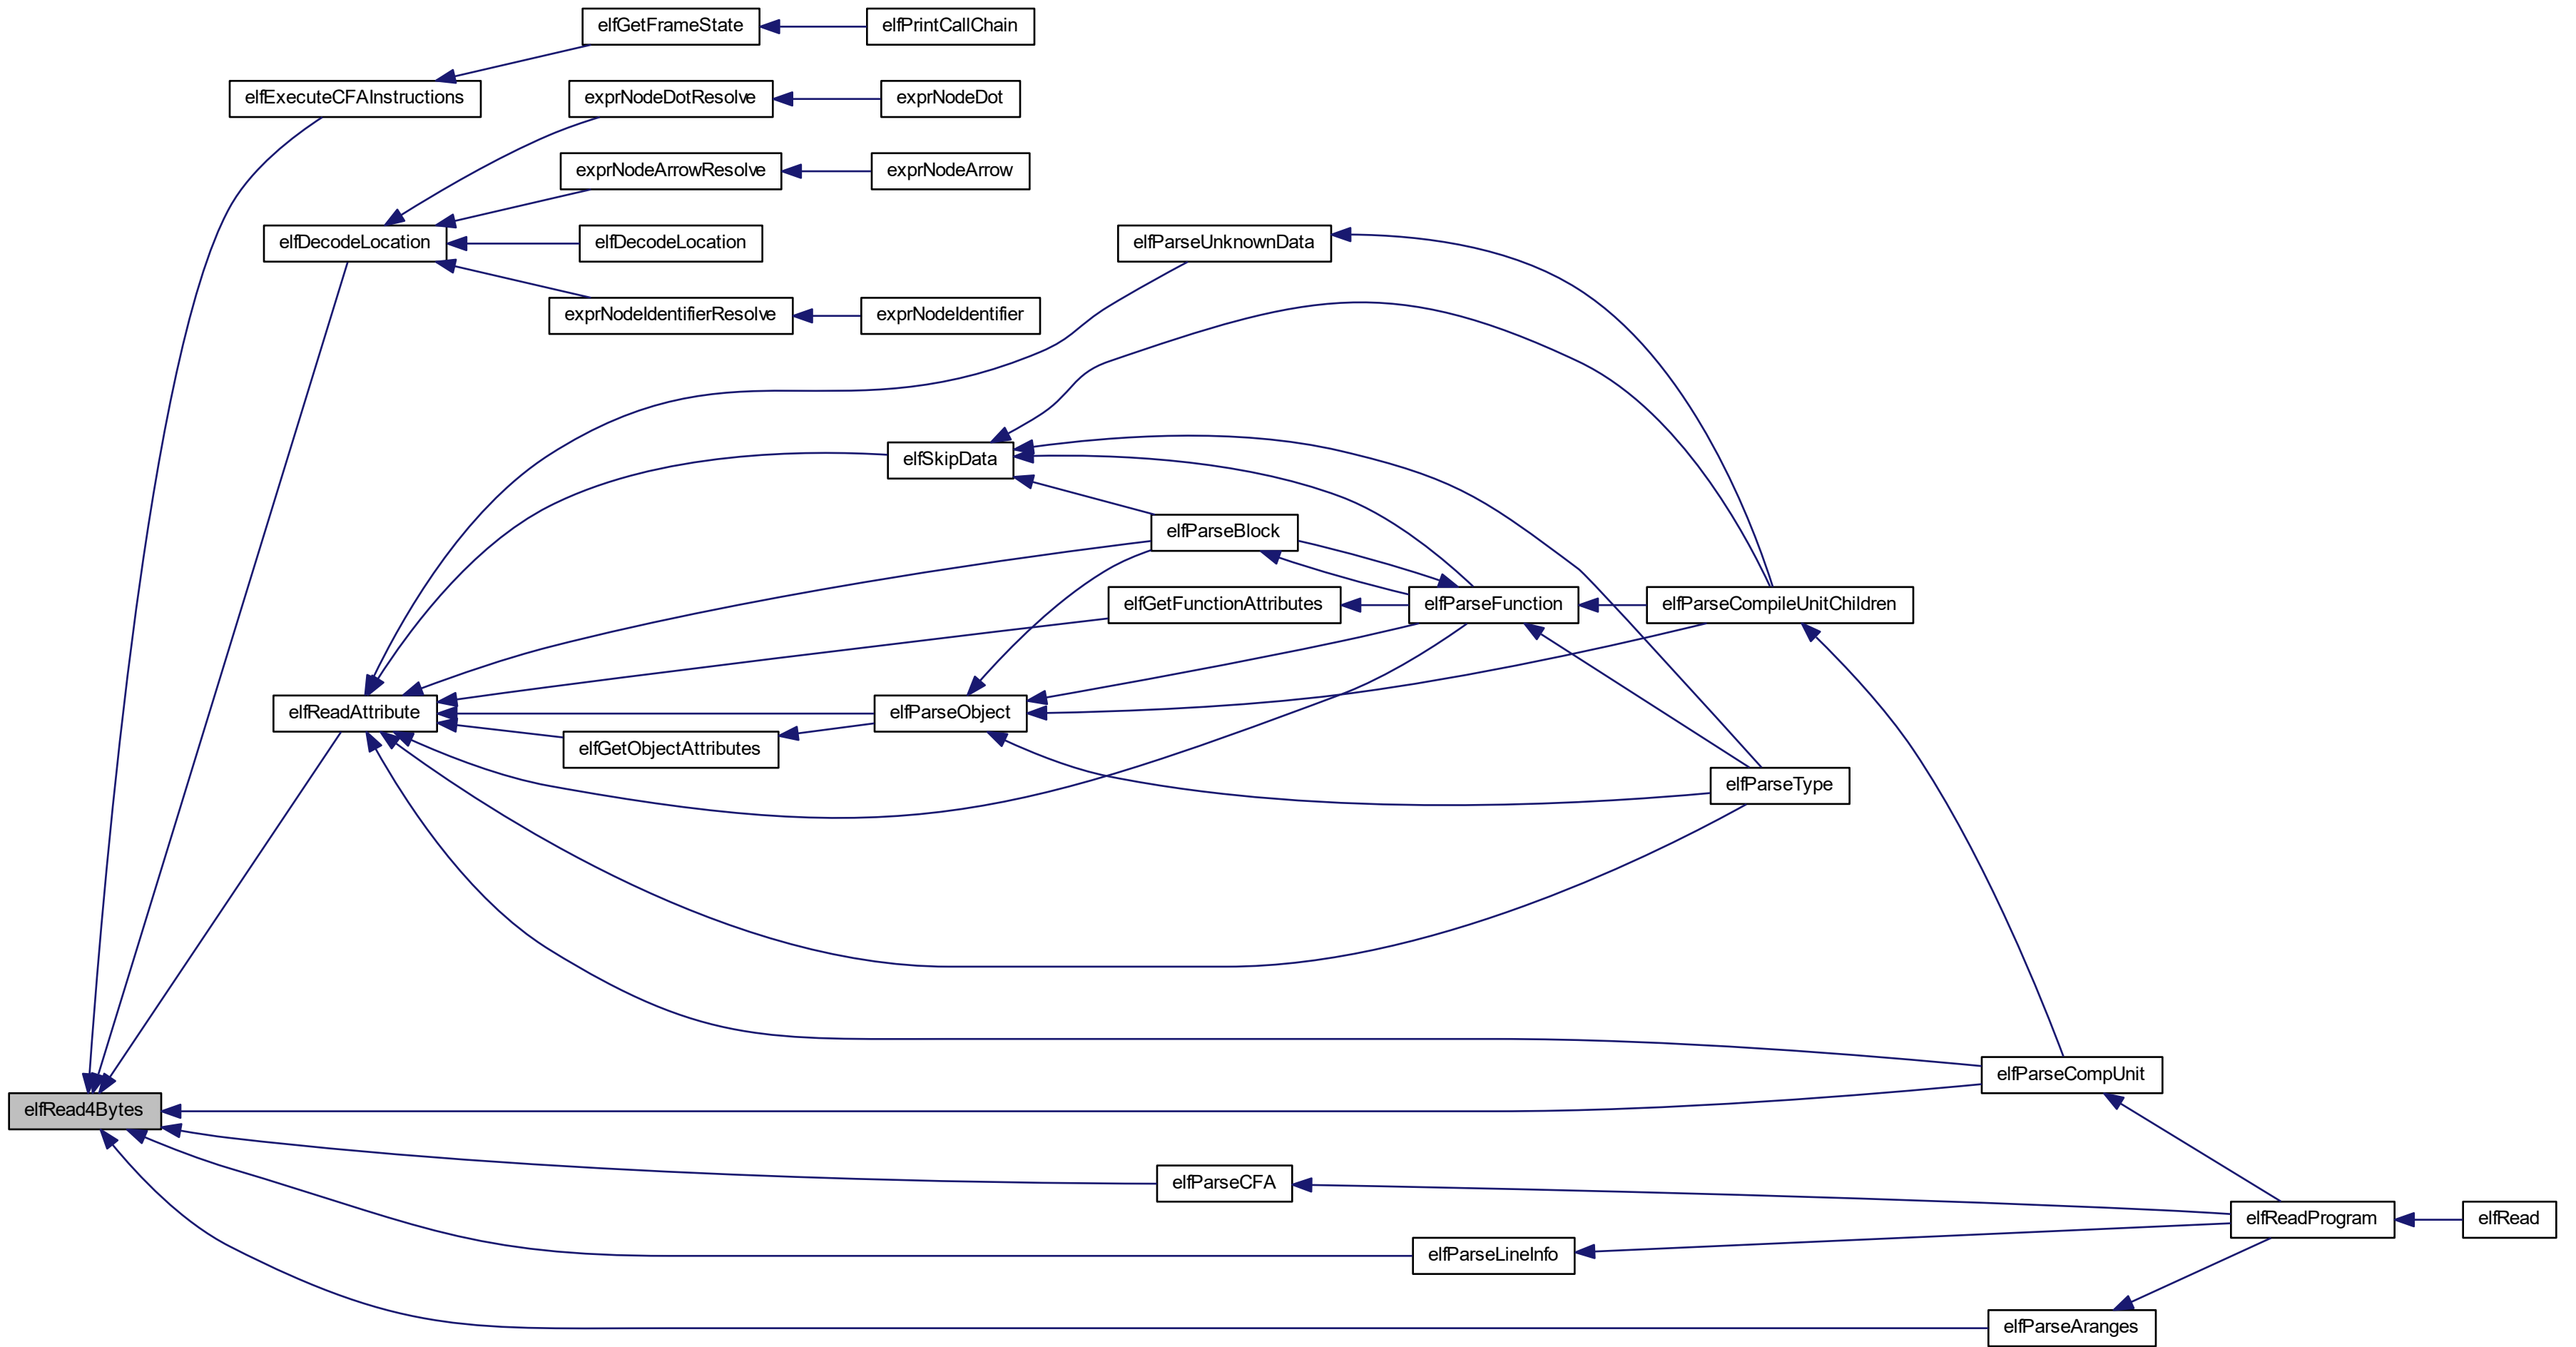 elfGetFrameState
elfPrintCallChain
elfExecuteCFAInstructions
exprNodeDotResolve
exprNodeDot
exprNodeArrowResolve
exprNodeArrow
elfDecodeLocation
elfDecodeLocation
elfParseUnknownData
exprNodeIdentifierResolve
exprNodeIdentifier
elfSkipData
elfParseBlock
elfGetFunctionAttributes
elfParseFunction
elfParseCompileUnitChildren
elfReadAttribute
elfParseObject
elfGetObjectAttributes
elfParseType
elfParseCompUnit
elfRead4Bytes
elfParseCFA
elfReadProgram
elfRead
elfParseLineInfo
elfParseAranges